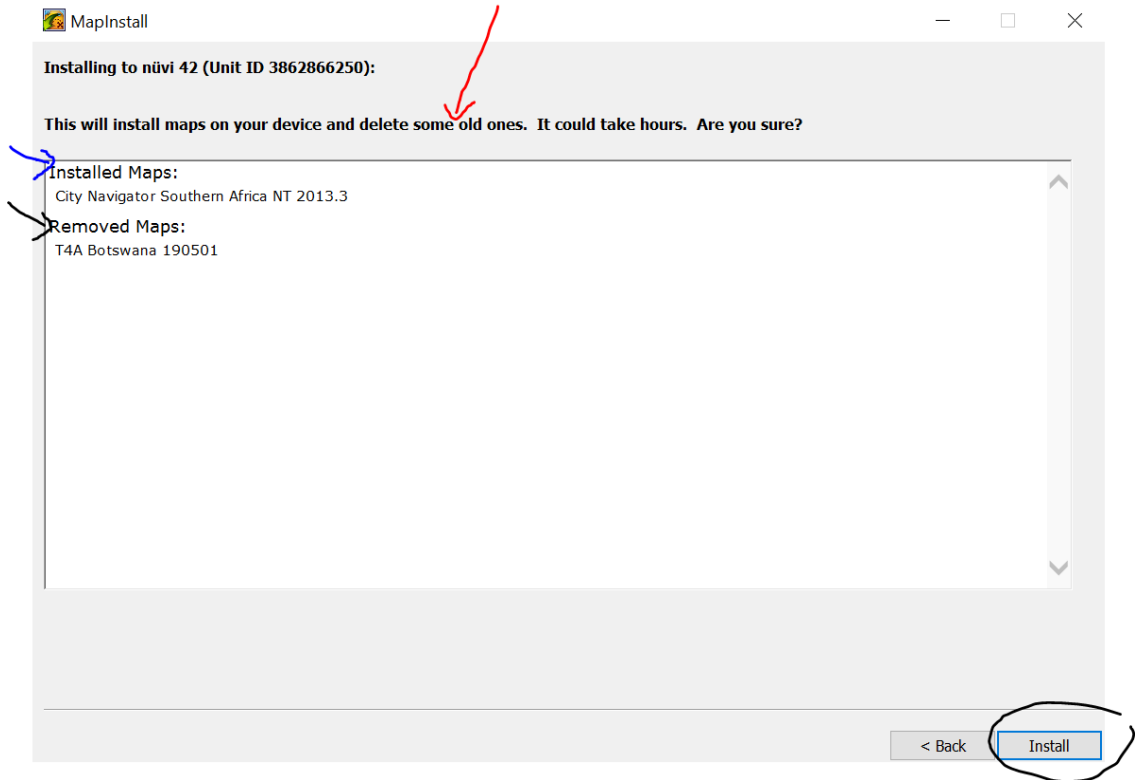 MapInstall
Installing to nüvi 42 (Unit ID 3862866250):
This will install maps on your device and delete some old ones.  It could take hours.  Are you sure?
Installed Maps:
City Navigator Southern Africa NT 2013.3
Removed Maps:
T4A Botswana 190501
< Back
Install